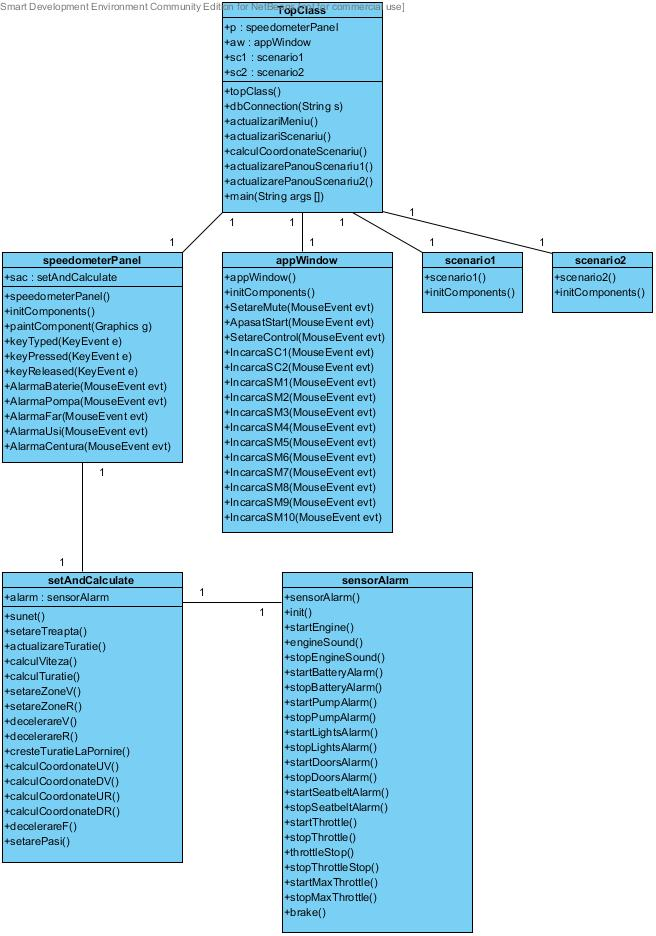 Smart Development Environment Community Edition for NetBeans [not for commercial use]
TopClass
+p : speedometerPanel
+aw : appWindow
+sc1 : scenario1
+sc2 : scenario2
+topClass()
+dbConnection(String s)
+actualizariMeniu()
+actualizariScenariu()
+calculCoordonateScenariu()
+actualizarePanouScenariu1()
+actualizarePanouScenariu2()
+main(String args [])
1
1
1
1
1
1
1
1
speedometerPanel
+sac : setAndCalculate
+speedometerPanel()
+initComponents()
+paintComponent(Graphics g)
+keyTyped(KeyEvent e)
+keyPressed(KeyEvent e)
+keyReleased(KeyEvent e)
+AlarmaBaterie(MouseEvent evt)
+AlarmaPompa(MouseEvent evt)
+AlarmaFar(MouseEvent evt)
+AlarmaUsi(MouseEvent evt)
+AlarmaCentura(MouseEvent evt)
appWindow
+appWindow()
+initComponents()
+SetareMute(MouseEvent evt)
+ApasatStart(MouseEvent evt)
+SetareControl(MouseEvent evt)
+IncarcaSC1(MouseEvent evt)
+IncarcaSC2(MouseEvent evt)
+IncarcaSM1(MouseEvent evt)
+IncarcaSM2(MouseEvent evt)
+IncarcaSM3(MouseEvent evt)
+IncarcaSM4(MouseEvent evt)
+IncarcaSM5(MouseEvent evt)
+IncarcaSM6(MouseEvent evt)
+IncarcaSM7(MouseEvent evt)
+IncarcaSM8(MouseEvent evt)
+IncarcaSM9(MouseEvent evt)
+IncarcaSM10(MouseEvent evt)
scenario1
+scenario1()
+initComponents()
scenario2
+scenario2()
+initComponents()
1
1
setAndCalculate
+alarm : sensorAlarm
+sunet()
+setareTreapta()
+actualizareTuratie()
+calculViteza()
+calculTuratie()
+setareZoneV()
+setareZoneR()
+decelerareV()
+decelerareR()
+cresteTuratieLaPornire()
+calculCoordonateUV()
+calculCoordonateDV()
+calculCoordonateUR()
+calculCoordonateDR()
+decelerareF()
+setarePasi()
1
1
sensorAlarm
+sensorAlarm()
+init()
+startEngine()
+engineSound()
+stopEngineSound()
+startBatteryAlarm()
+stopBatteryAlarm()
+startPumpAlarm()
+stopPumpAlarm()
+startLightsAlarm()
+stopLightsAlarm()
+startDoorsAlarm()
+stopDoorsAlarm()
+startSeatbeltAlarm()
+stopSeatbeltAlarm()
+startThrottle()
+stopThrottle()
+throttleStop()
+stopThrottleStop()
+startMaxThrottle()
+stopMaxThrottle()
+brake()